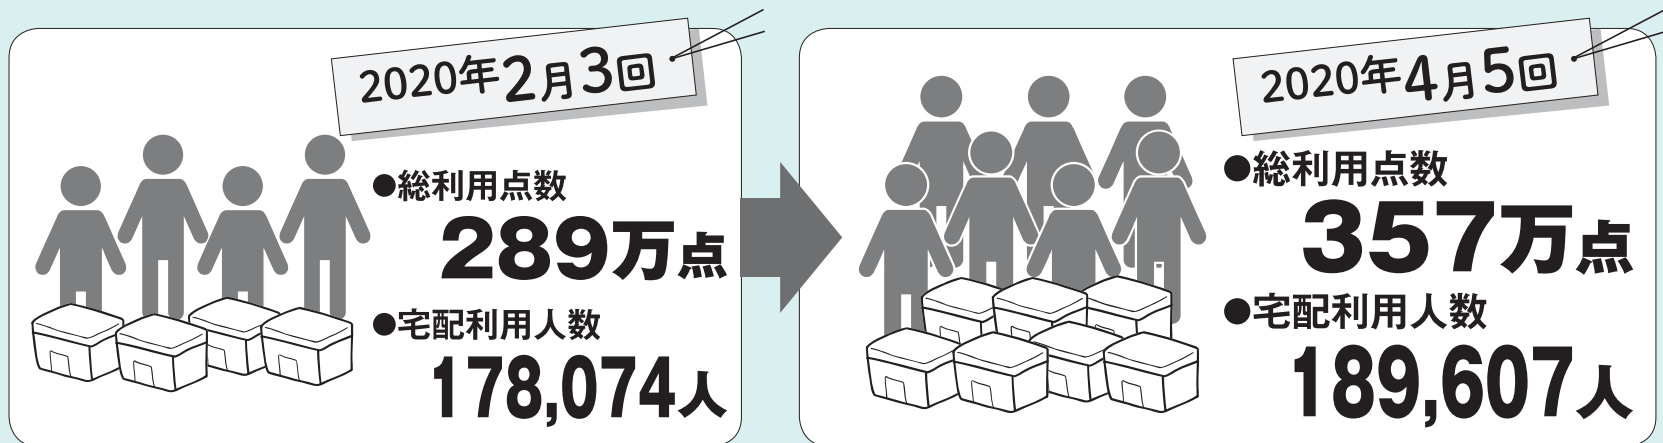 2020年2月3回
●総利用点数
289万点
●宅配利用人数
178,074人
2020年4月5回
●総利用点数
357万点
●宅配利用人数
189,607人